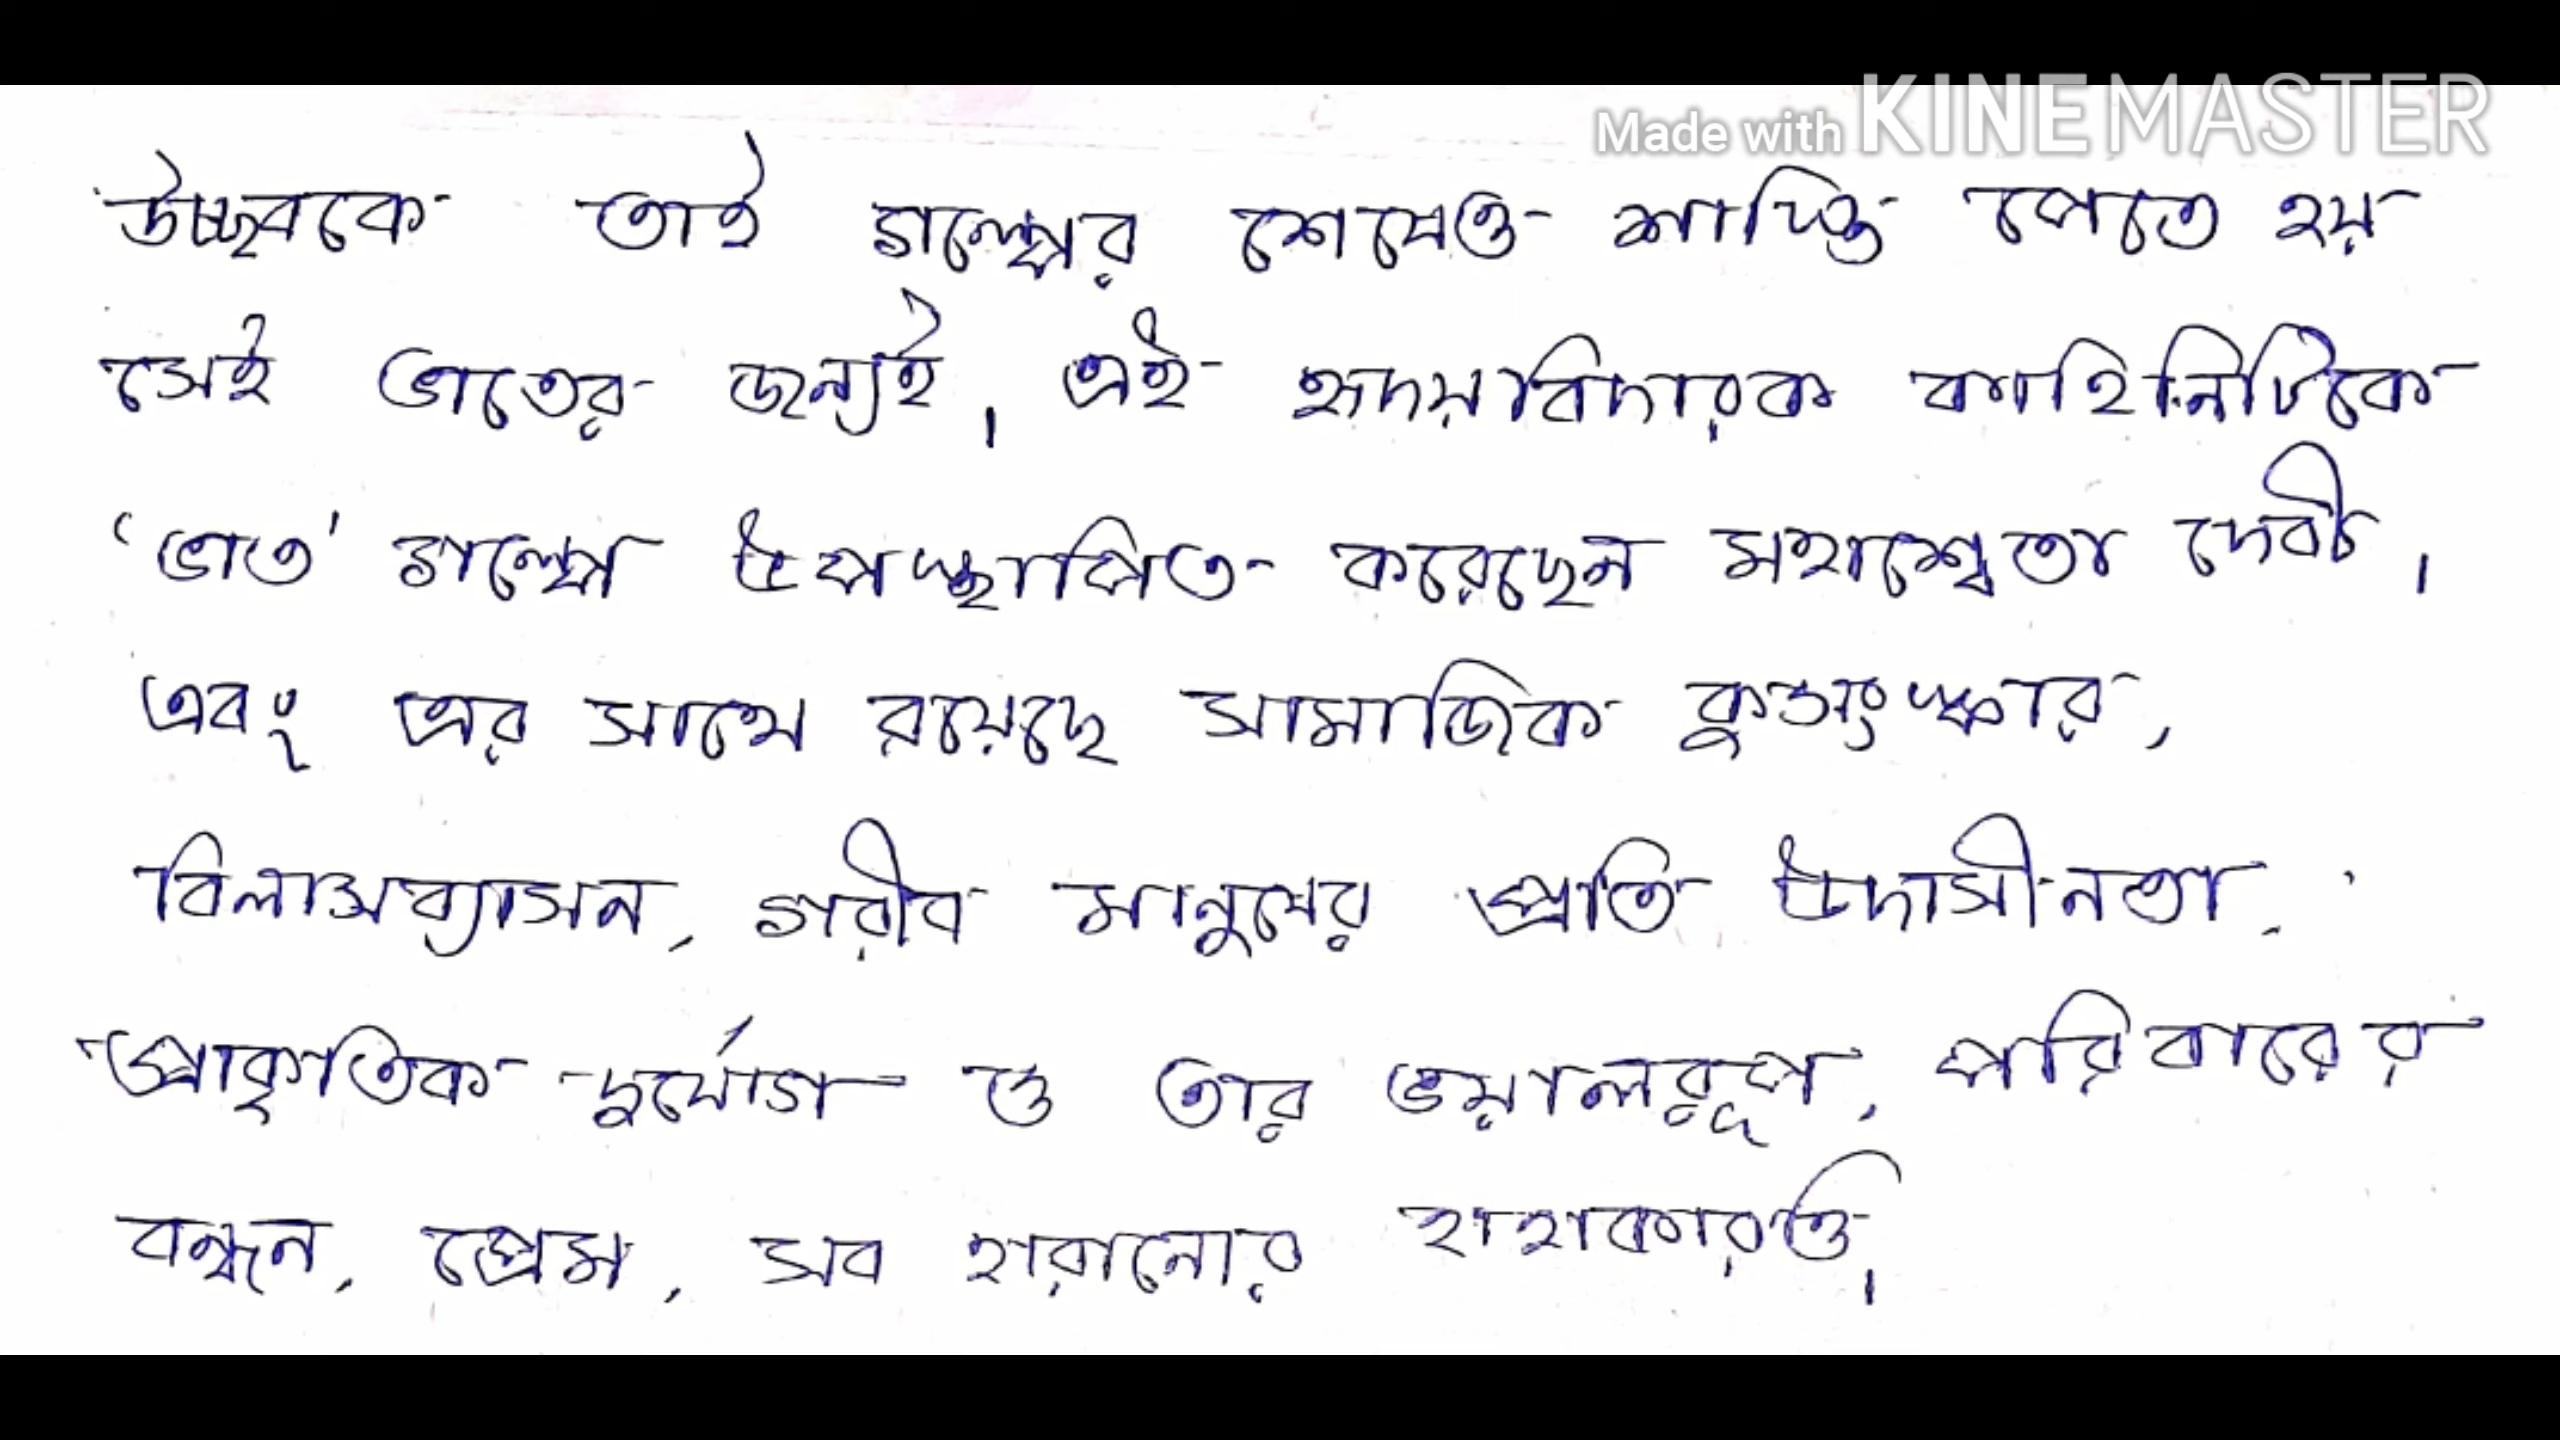 Made with KINEMASTER
উচ্ছবকে তাই গল্পের শেষেও শাস্তি পেতে হয়
সেই ভাতের জন্যই। এই হৃদয়বিদারক কাহিনিটিকে
‘ভাত’ গল্পে উপস্থাপিত করেছেন মহাশ্বেতা দেবী।
এবং এর সাথে রয়েছে সামাজিক কুসংস্কার,
বিলাসব্যাসন, গরীব মানুষের প্রতি উদাসীনতা,
প্রাকৃতিক দুর্যোগ ও তার ভয়ালরূপ, পরিবারের
বন্ধন, প্রেম, সব হারানোর হাহাকারও।